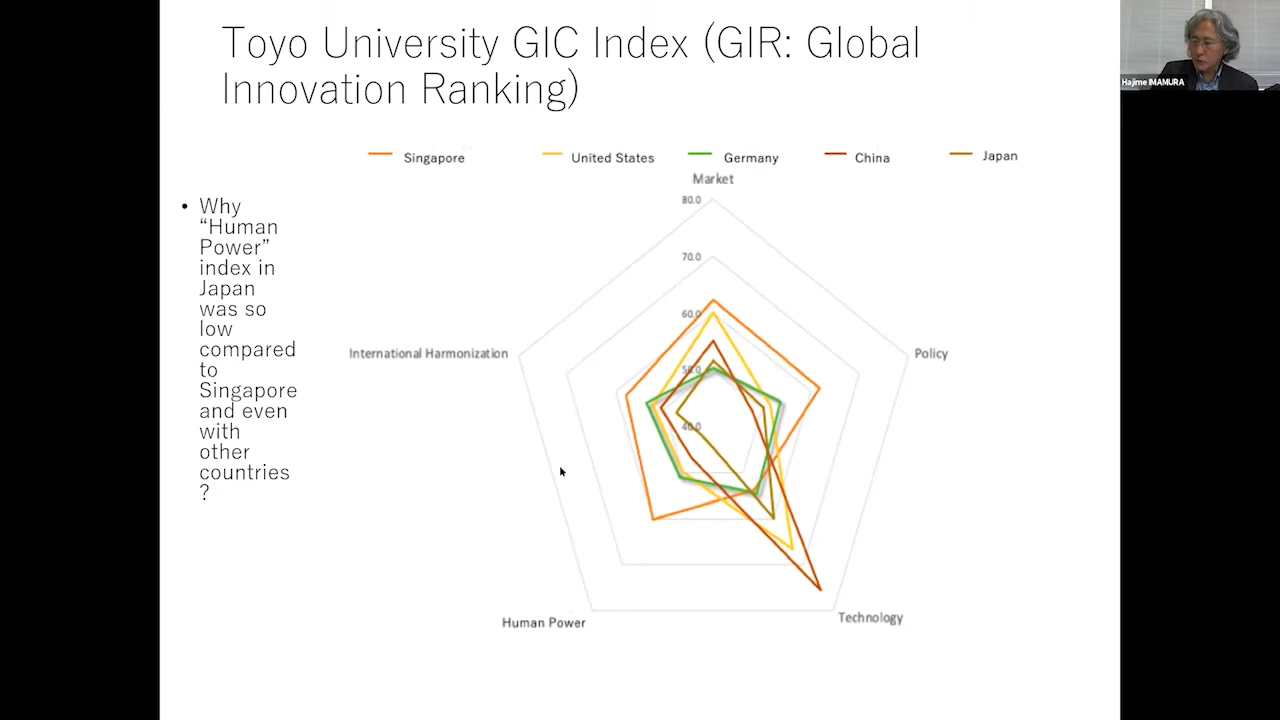 Toyo University GIC Index (GIR: Global
Innovation Ranking)
Hajime IMAMURA
Singapore
United States
Germany
China
Japan
• Why
“Human
Power”
index in
Japan
was so
low
compared
to
Singapore
and even
with
other
countries
?
Market
80.0
70.0
60.0
50.0
40.0
International Harmonization
Policy
Human Power
Technology